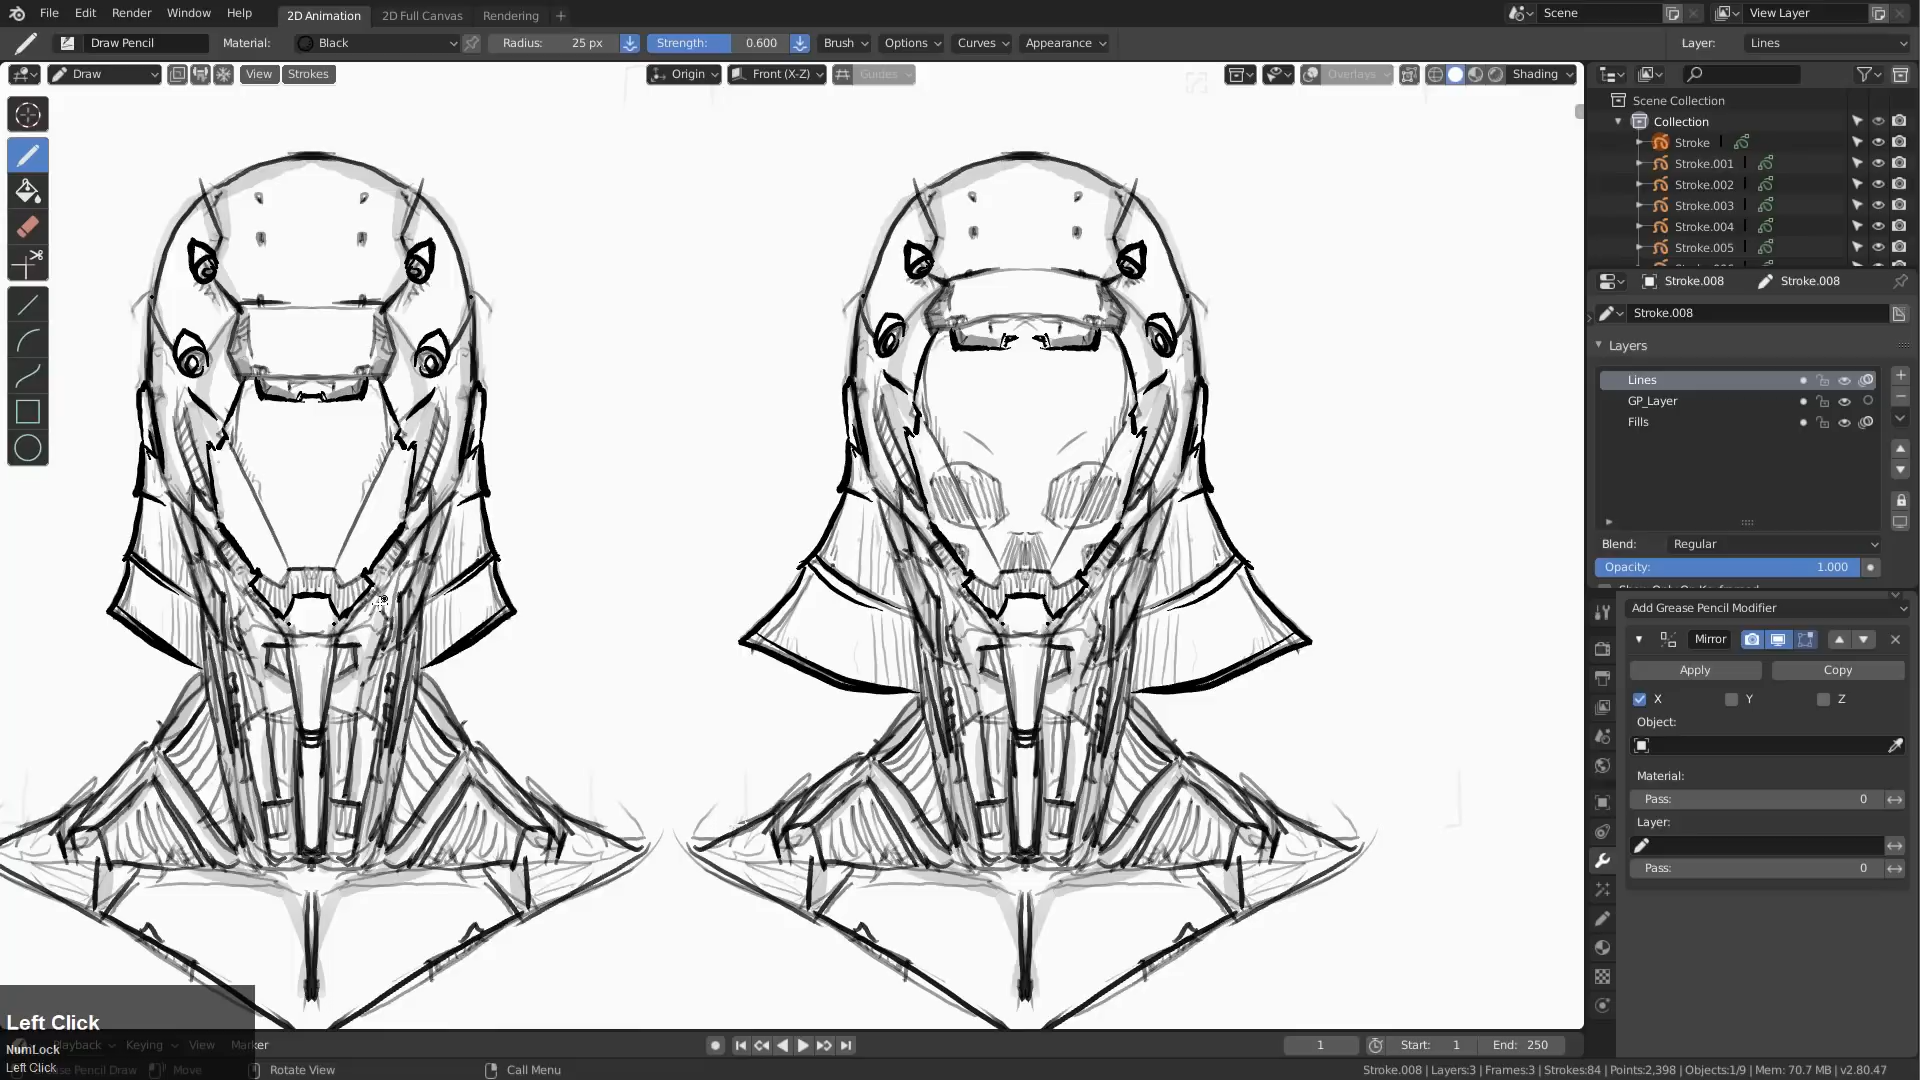 File Edit Render Window Help 2D Animation 2D Full Canvas Rendering + Scene View Layer
Draw Pencil Material: Black Radius: 25 px Strength: 0.600 Brush Options Curves Appearance Layer: Lines
Draw View Strokes Origin Front (X-Z) Guides Overlays Shading
Scene Collection
Collection
Stroke
Stroke.001
Stroke.002
Stroke.003
Stroke.004
Stroke.005
Stroke.008 Stroke.008
Stroke.008
Layers
Lines
GP_Layer
Fills
Blend: Regular
Opacity: 1.000
Add Grease Pencil Modifier
Mirror
Apply Copy
X Y Z
Object:
Material:
Pass: 0
Layer:
Pass: 0
Left Click
NumLock
Left Click
Playback Keying View Marker 1 Start: 1 End: 250
Grease Pencil Draw Move Rotate View Call Menu Stroke.008 | Layers:3 | Frames:3 | Strokes:84 | Points:2,398 | Objects:1/9 | Mem: 70.7 MB | v2.80.47